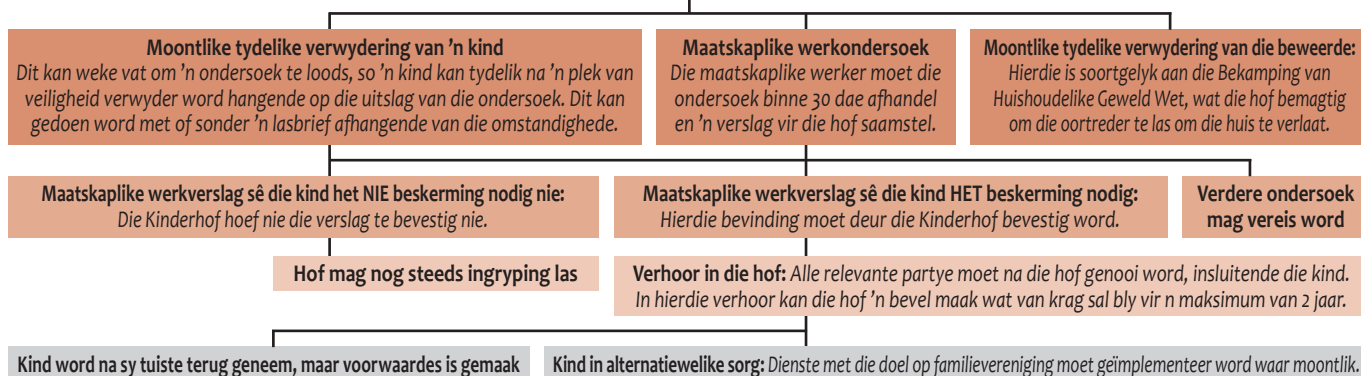 Moontlike tydelike verwydering van ’n kind
Dit kan weke vat om ’n ondersoek te loods, so ’n kind kan tydelik na ’n plek van
veiligheid verwyder word hangende op die uitslag van die ondersoek. Dit kan
gedoen word met of sonder ’n lasbrief afhangende van die omstandighede.
Maatskaplike werkondersoek
Die maatskaplike werker moet die
ondersoek binne 30 dae afhandel
en ’n verslag vir die hof saamstel.
Moontlike tydelike verwydering van die beweerde:
Hierdie is soortgelyk aan die Bekamping van
Huishoudelike Geweld Wet, wat die hof bemagtig
om die oortreder te las om die huis te verlaat.
Maatskaplike werkverslag sê die kind het NIE beskerming nodig nie:
Die Kinderhof hoef nie die verslag te bevestig nie.
Maatskaplike werkverslag sê die kind HET beskerming nodig:
Hierdie bevinding moet deur die Kinderhof bevestig word.
Verdere ondersoek
mag vereis word
Hof mag nog steeds ingryping las
Verhoor in die hof: Alle relevante partye moet na die hof genooi word, insluitende die kind.
In hierdie verhoor kan die hof ’n bevel maak wat van krag sal bly vir n maksimum van 2 jaar.
Kind word na sy tuiste terug geneem, maar voorwaardes is gemaak
Kind in alternatiewelike sorg: Dienste met die doel op familievereniging moet geïmplementeer word waar moontlik.